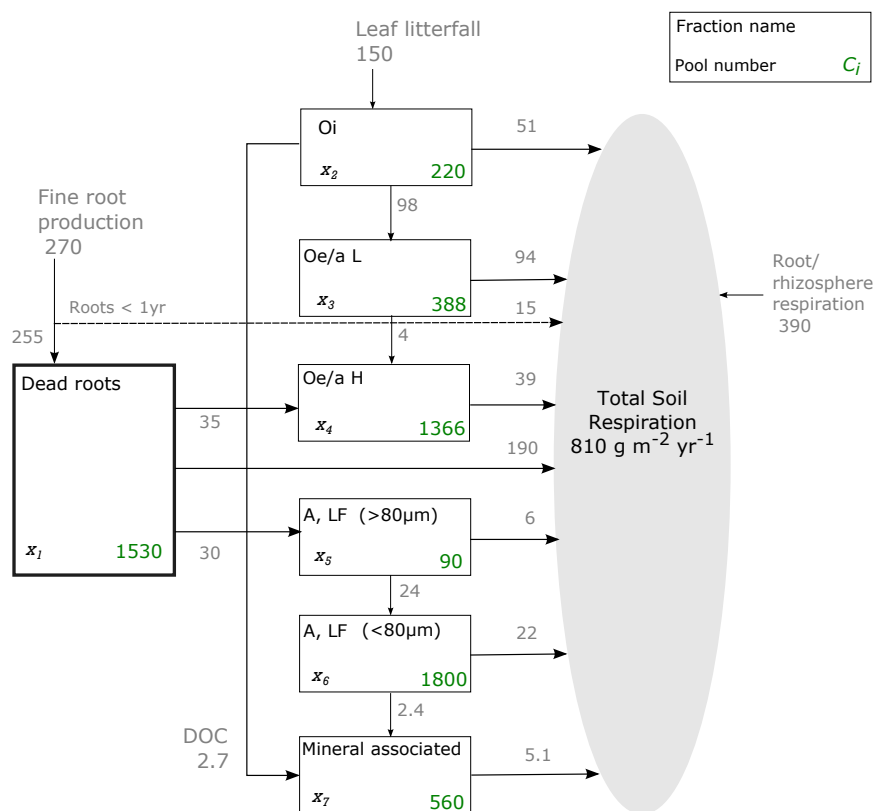 Leaf litterfall
150
Fraction name
Pool number C_i
Oi
x_2 220
51
98
Fine root
production
270
Oe/a L
x_3 388
94
Root/
rhizosphere
respiration
390
Roots < 1yr
15
255
4
Dead roots
x_1 1530
Oe/a H
x_4 1366
39
35
190
Total Soil
Respiration
810 g m⁻² yr⁻¹
A, LF (>80μm)
x_5 90
6
30
24
A, LF (<80μm)
x_6 1800
22
2.4
DOC
2.7
Mineral associated
x_7 560
5.1